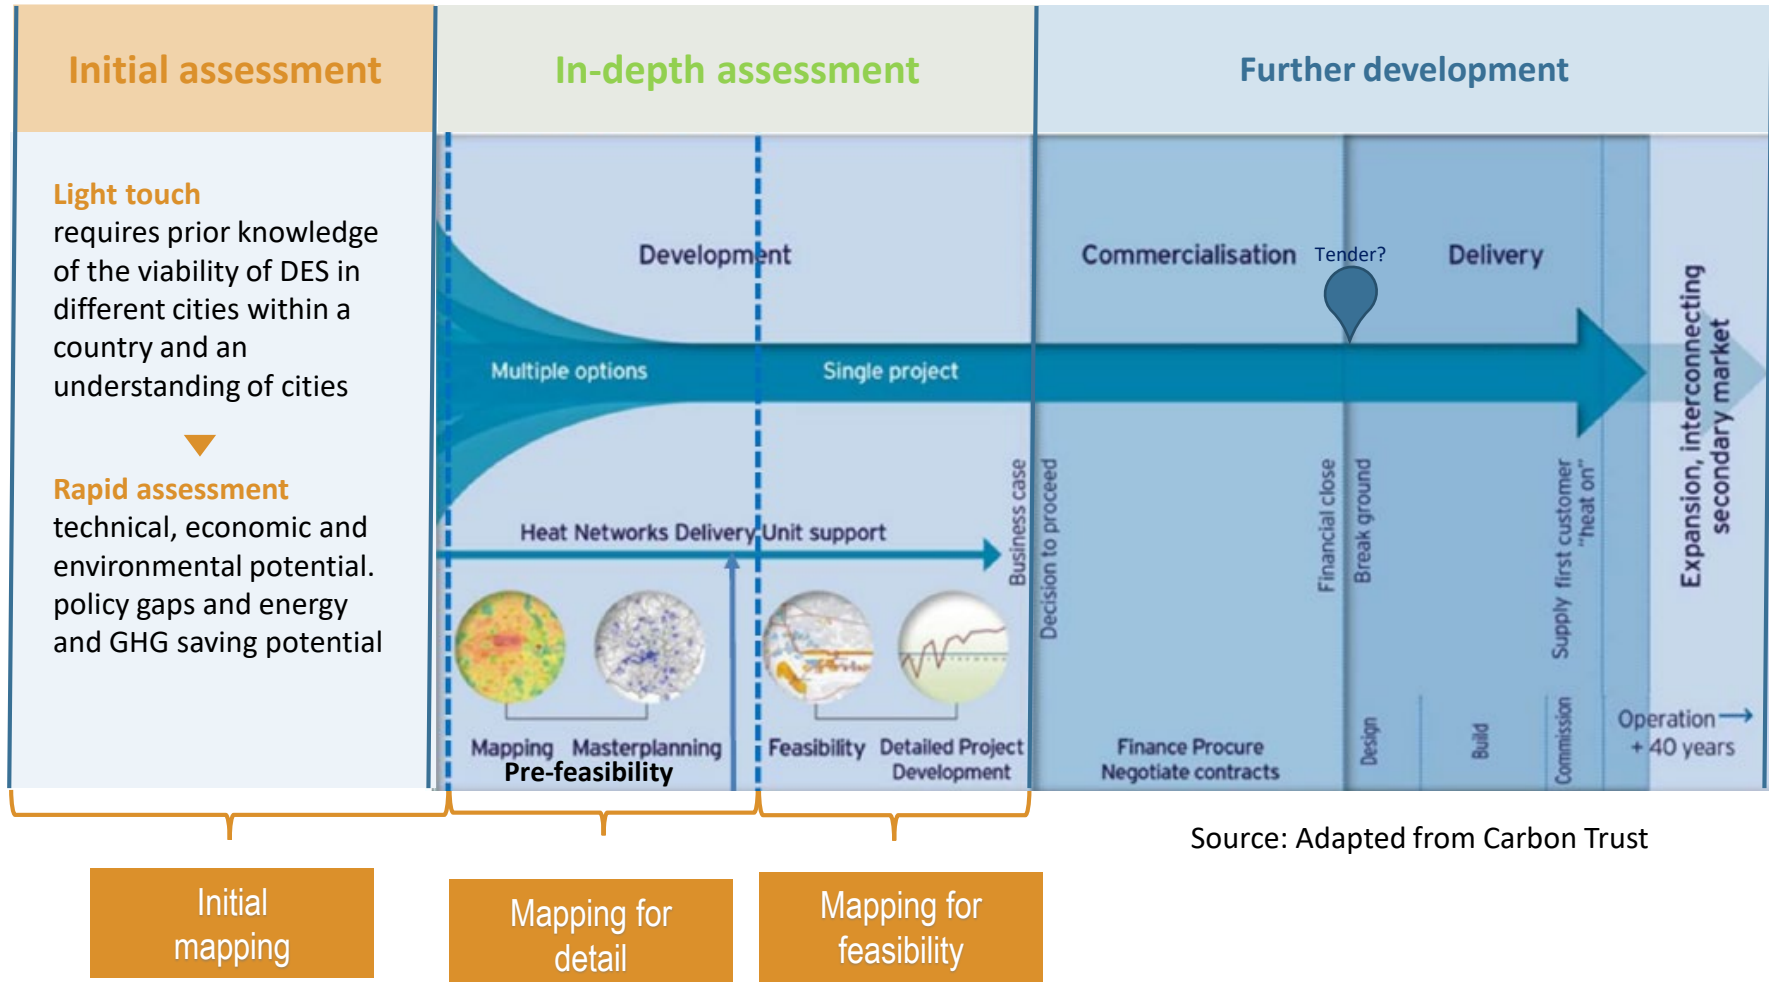 Initial assessment
In-depth assessment
Further development
Light touch
requires prior knowledge
of the viability of DES in
different cities within a
country and an
understanding of cities
Rapid assessment
technical, economic and
environmental potential.
policy gaps and energy
and GHG saving potential
Development
Commercialisation
Tender?
Delivery
Multiple options
Single project
Heat Networks Delivery Unit support
Business case
Decision to proceed
Financial close
Break ground
Supply first customer
"heat on"
Expansion, interconnecting
secondary market
Mapping
Masterplanning
Pre-feasibility
Feasibility
Detailed Project
Development
Finance Procure
Negotiate contracts
Design
Build
Commission
Operation
+ 40 years
Source: Adapted from Carbon Trust
Initial
mapping
Mapping for
detail
Mapping for
feasibility